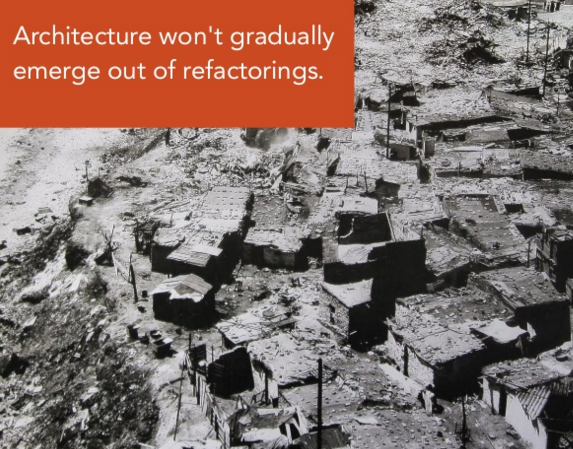 Architecture won't gradually
emerge out of refactorings.